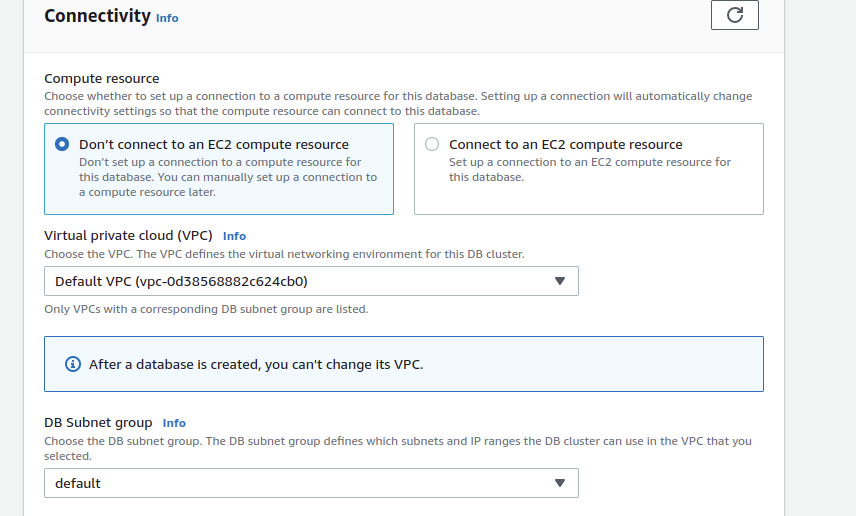 Connectivity Info
Compute resource
Choose whether to set up a connection to a compute resource for this database. Setting up a connection will automatically change
connectivity settings so that the compute resource can connect to this database.
Don't connect to an EC2 compute resource
Don't set up a connection to a compute resource for
this database. You can manually set up a connection to
a compute resource later.
Connect to an EC2 compute resource
Set up a connection to an EC2 compute resource for
this database.
Virtual private cloud (VPC) Info
Choose the VPC. The VPC defines the virtual networking environment for this DB cluster.
Default VPC (vpc-0d38568882c624cb0)
Only VPCs with a corresponding DB subnet group are listed.
After a database is created, you can't change its VPC.
DB Subnet group Info
Choose the DB subnet group. The DB subnet group defines which subnets and IP ranges the DB cluster can use in the VPC that you
selected.
default